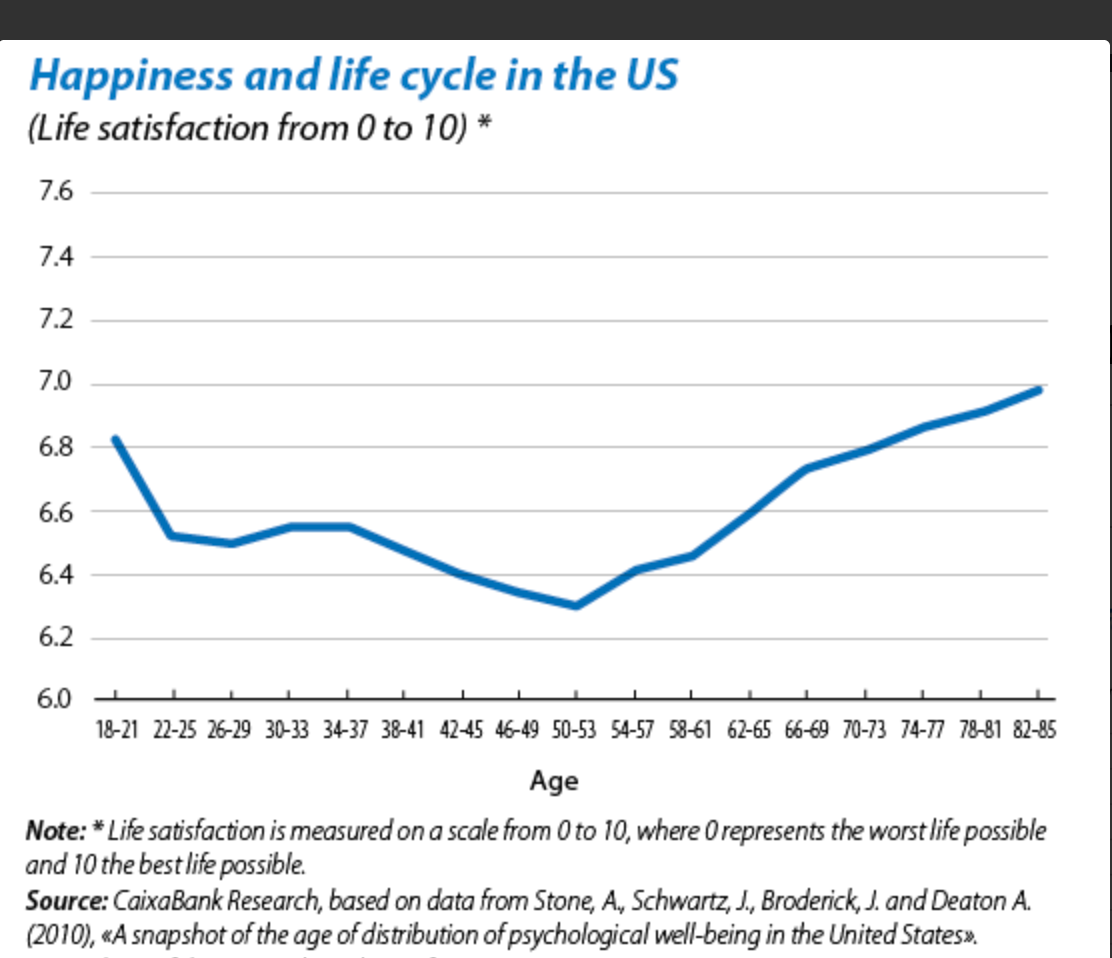 Happiness and life cycle in the US
(Life satisfaction from 0 to 10) *
7.6
7.4
7.2
7.0
6.8
6.6
6.4
6.2
6.0
18-21 22-25 26-29 30-33 34-37 38-41 42-45 46-49 50-53 54-57 58-61 62-65 66-69 70-73 74-77 78-81 82-85
Age
Note: * Life satisfaction is measured on a scale from 0 to 10, where 0 represents the worst life possible
and 10 the best life possible.
Source: CaixaBank Research, based on data from Stone, A., Schwartz, J., Broderick, J. and Deaton A.
(2010), «A snapshot of the age of distribution of psychological well-being in the United States».